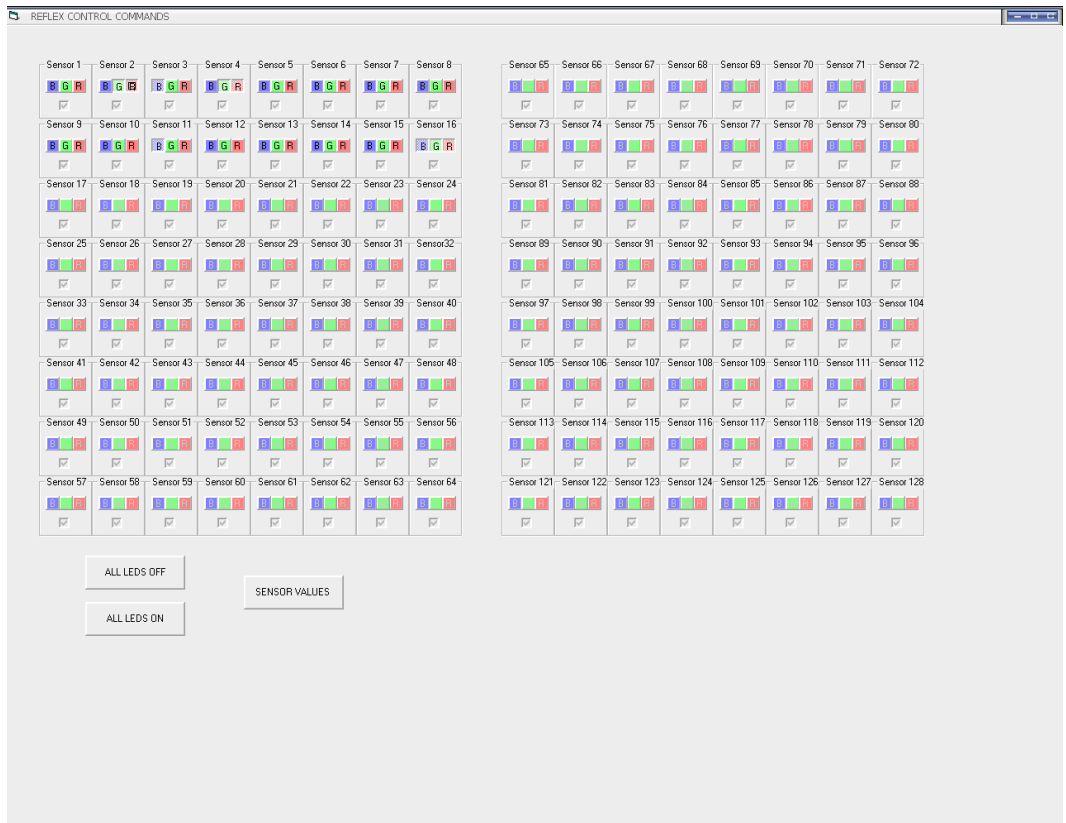 REFLEX CONTROL COMMANDS
Sensor 1 Sensor 2 Sensor 3 Sensor 4 Sensor 5 Sensor 6 Sensor 7 Sensor 8 Sensor 65 Sensor 66 Sensor 67 Sensor 68 Sensor 69 Sensor 70 Sensor 71 Sensor 72
B G R B G R B G R B G R B G R B G R B G R B G R B R B R B R B R B R B R B R B R
Sensor 9 Sensor 10 Sensor 11 Sensor 12 Sensor 13 Sensor 14 Sensor 15 Sensor 16 Sensor 73 Sensor 74 Sensor 75 Sensor 76 Sensor 77 Sensor 78 Sensor 79 Sensor 80
B G R B G R B G R B G R B G R B G R B G R B G R B R B R B R B R B R B R B R B R
Sensor 17 Sensor 18 Sensor 19 Sensor 20 Sensor 21 Sensor 22 Sensor 23 Sensor 24 Sensor 81 Sensor 82 Sensor 83 Sensor 84 Sensor 85 Sensor 86 Sensor 87 Sensor 88
B R B R B R B R B R B R B R B R B R B R B R B R B R B R B R B R
Sensor 25 Sensor 26 Sensor 27 Sensor 28 Sensor 29 Sensor 30 Sensor 31 Sensor32 Sensor 89 Sensor 90 Sensor 91 Sensor 92 Sensor 93 Sensor 94 Sensor 95 Sensor 96
B R B R B R B R B R B R B R B R B R B R B R B R B R B R B R B R
Sensor 33 Sensor 34 Sensor 35 Sensor 36 Sensor 37 Sensor 38 Sensor 39 Sensor 40 Sensor 97 Sensor 98 Sensor 99 Sensor 100 Sensor 101 Sensor 102 Sensor 103 Sensor 104
B R B R B R B R B R B R B R B R B R B R B R B R B R B R B R B R
Sensor 41 Sensor 42 Sensor 43 Sensor 44 Sensor 45 Sensor 46 Sensor 47 Sensor 48 Sensor 105 Sensor 106 Sensor 107 Sensor 108 Sensor 109 Sensor 110 Sensor 111 Sensor 112
B R B R B R B R B R B R B R B R B R B R B R B R B R B R B R B R
Sensor 49 Sensor 50 Sensor 51 Sensor 52 Sensor 53 Sensor 54 Sensor 55 Sensor 56 Sensor 113 Sensor 114 Sensor 115 Sensor 116 Sensor 117 Sensor 118 Sensor 119 Sensor 120
B R B R B R B R B R B R B R B R B R B R B R B R B R B R B R B R
Sensor 57 Sensor 58 Sensor 59 Sensor 60 Sensor 61 Sensor 62 Sensor 63 Sensor 64 Sensor 121 Sensor 122 Sensor 123 Sensor 124 Sensor 125 Sensor 126 Sensor 127 Sensor 128
B R B R B R B R B R B R B R B R B R B R B R B R B R B R B R B R
ALL LEDS OFF
SENSOR VALUES
ALL LEDS ON